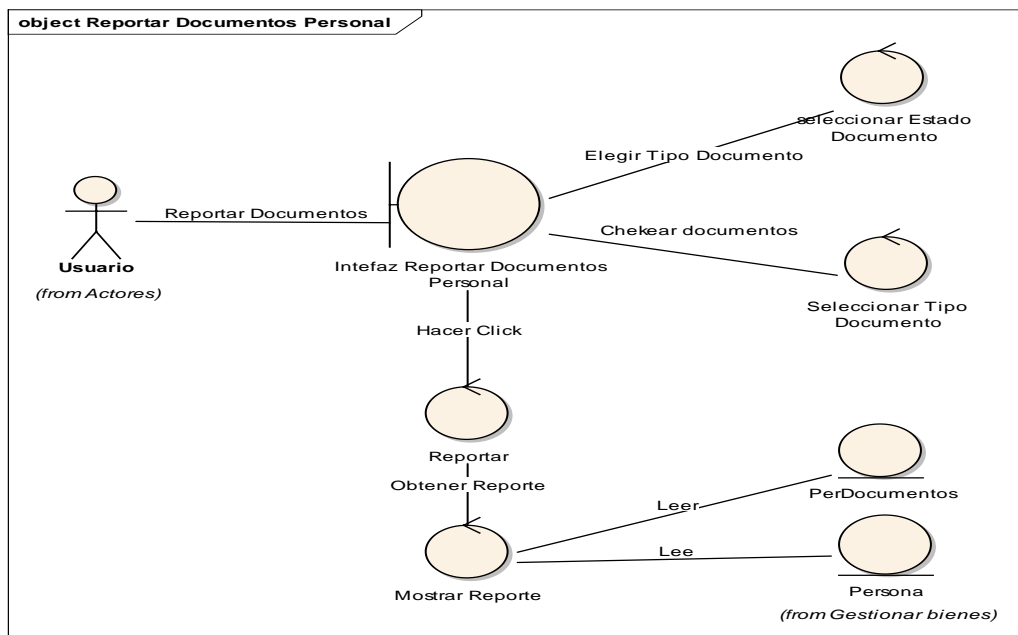 object Reportar Documentos Personal
seleccionar Estado
Documento
Elegir Tipo Documento
Reportar Documentos
Chekear documentos
Usuario
(from Actores)
Intefaz Reportar Documentos
Personal
Seleccionar Tipo
Documento
Hacer Click
Reportar
Obtener Reporte
PerDocumentos
Leer
Lee
Mostrar Reporte
Persona
(from Gestionar bienes)